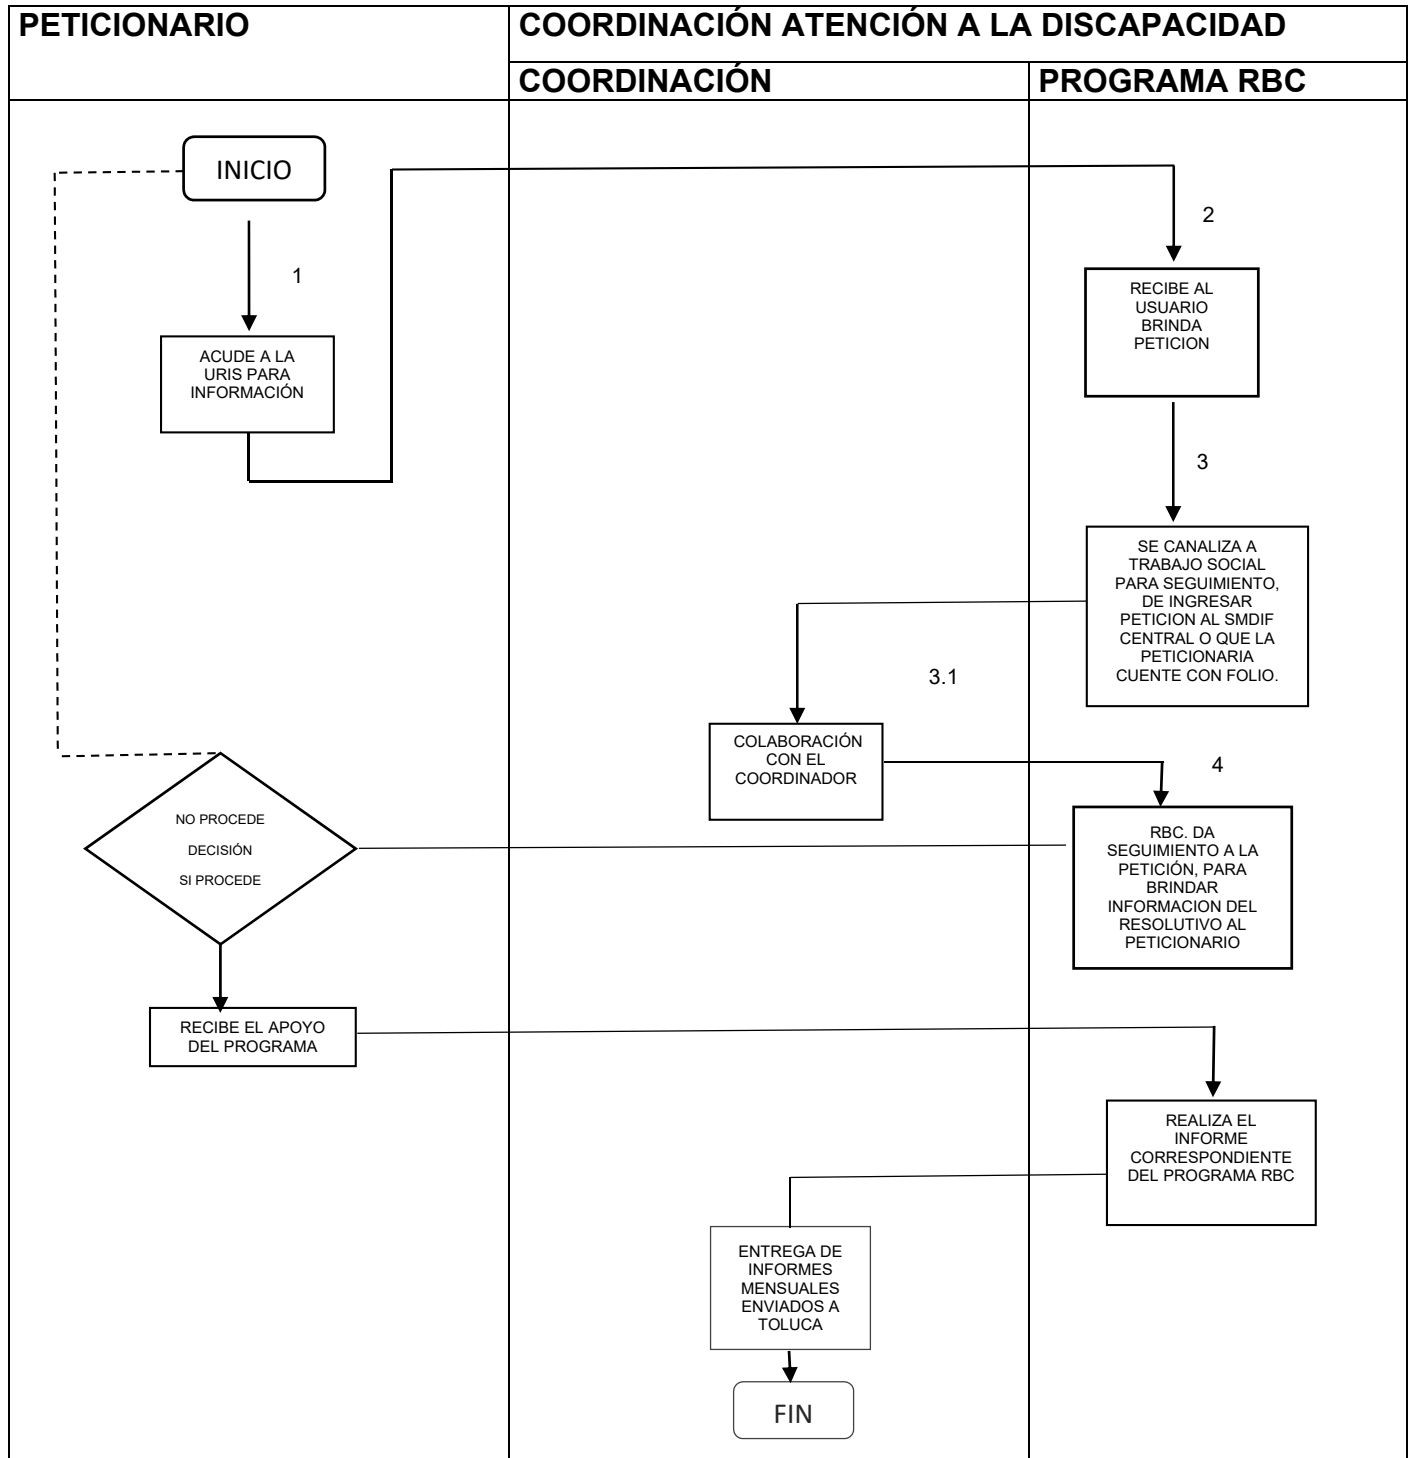 PETICIONARIO
COORDINACIÓN ATENCIÓN A LA DISCAPACIDAD
COORDINACIÓN
PROGRAMA RBC
INICIO
1
ACUDE A LA
URIS PARA
INFORMACIÓN
2
RECIBE AL
USUARIO
BRINDA
PETICION
3
SE CANALIZA A
TRABAJO SOCIAL
PARA SEGUIMIENTO,
DE INGRESAR
PETICION AL SMDIF
CENTRAL O QUE LA
PETICIONARIA
CUENTE CON FOLIO.
3.1
COLABORACIÓN
CON EL
COORDINADOR
4
RBC. DA
SEGUIMIENTO A LA
PETICIÓN, PARA
BRINDAR
INFORMACION DEL
RESOLUTIVO AL
PETICIONARIO
NO PROCEDE
DECISIÓN
SI PROCEDE
RECIBE EL APOYO
DEL PROGRAMA
REALIZA EL
INFORME
CORRESPONDIENTE
DEL PROGRAMA RBC
ENTREGA DE
INFORMES
MENSUALES
ENVIADOS A
TOLUCA
FIN